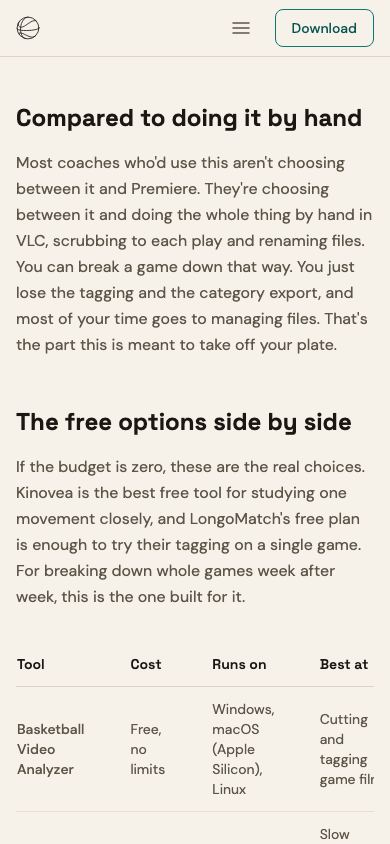 Download
Compared to doing it by hand
Most coaches who'd use this aren't choosing
between it and Premiere. They're choosing
between it and doing the whole thing by hand in
VLC, scrubbing to each play and renaming files.
You can break a game down that way. You just
lose the tagging and the category export, and
most of your time goes to managing files. That's
the part this is meant to take off your plate.
The free options side by side
If the budget is zero, these are the real choices.
Kinovea is the best free tool for studying one
movement closely, and LongoMatch's free plan
is enough to try their tagging on a single game.
For breaking down whole games week after
week, this is the one built for it.
Tool Cost Runs on Best at
Basketball
Video
Analyzer
Free,
no
limits
Windows,
macOS
(Apple
Silicon),
Linux
Cutting
and
tagging
game
Slow